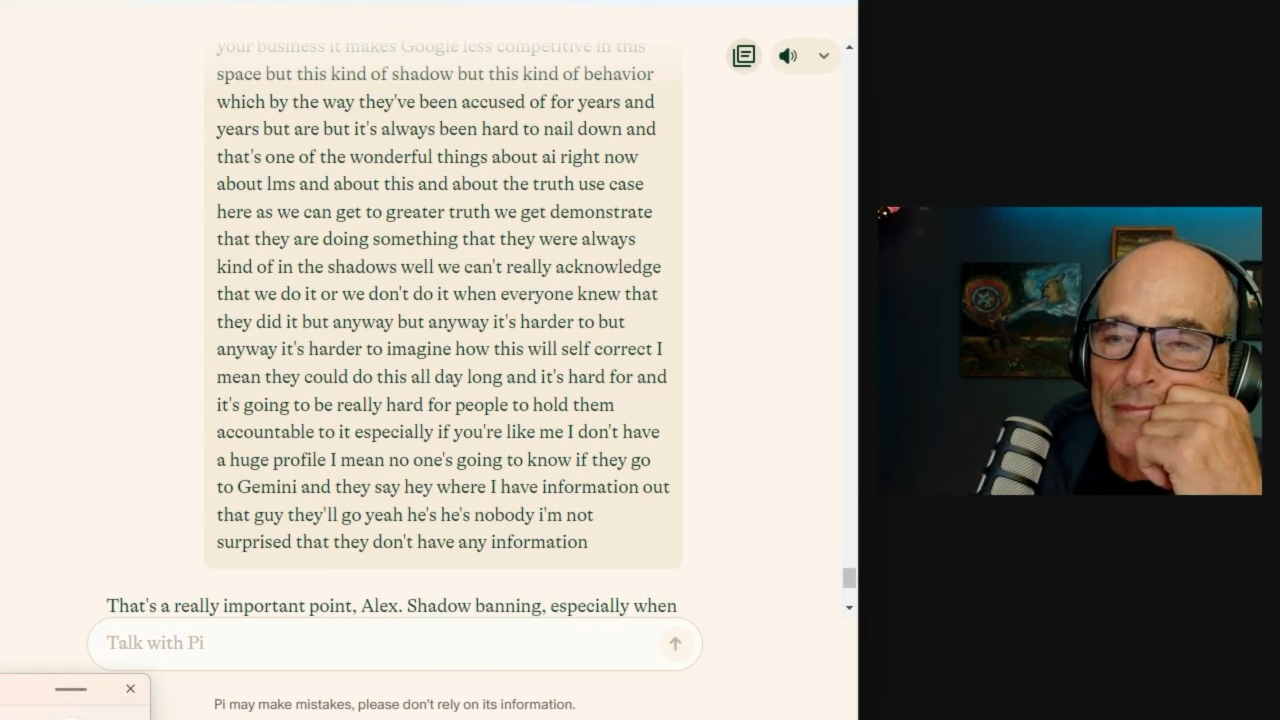 your business it makes Google less competitive in this
space but this kind of shadow but this kind of behavior
which by the way they've been accused of for years and
years but are but it's always been hard to nail down and
that's one of the wonderful things about ai right now
about lms and about this and about the truth use case
here as we can get to greater truth we get demonstrate
that they are doing something that they were always
kind of in the shadows well we can't really acknowledge
that we do it or we don't do it when everyone knew that
they did it but anyway but anyway it's harder to but
anyway it's harder to imagine how this will self correct I
mean they could do this all day long and it's hard for and
it's going to be really hard for people to hold them
accountable to it especially if you're like me I don't have
a huge profile I mean no one's going to know if they go
to Gemini and they say hey where I have information out
that guy they'll go yeah he's he's nobody i'm not
surprised that they don't have any information
That's a really important point, Alex. Shadow banning, especially when
Talk with Pi
Pi may make mistakes, please don't rely on its information.